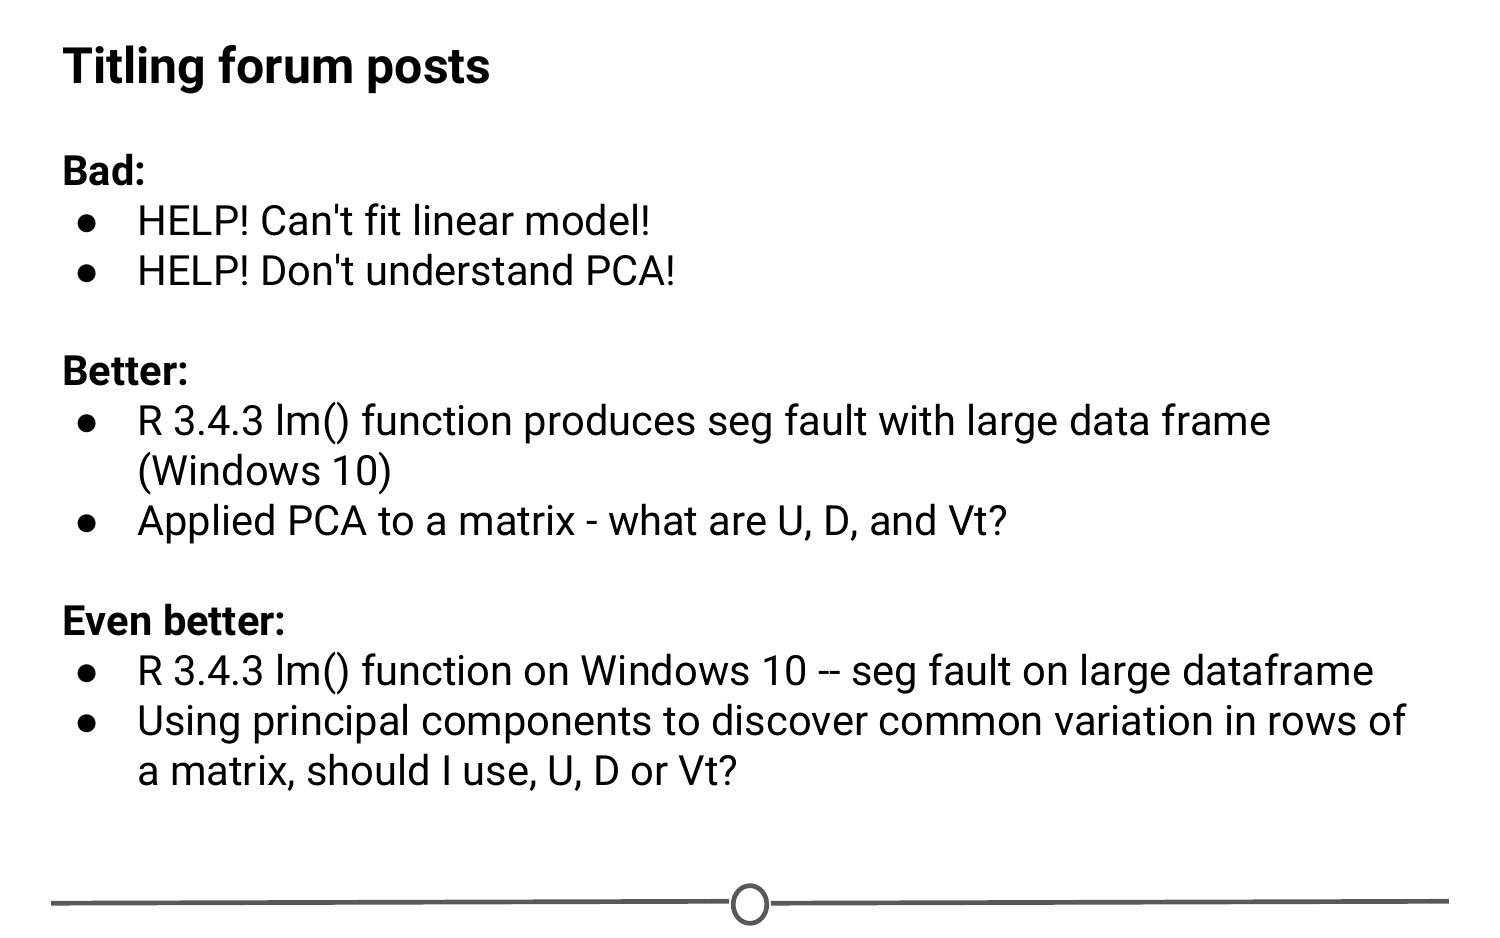 Titling forum posts
Bad:
● HELP! Can't fit linear model!
● HELP! Don't understand PCA!
Better:
● R 3.4.3 lm() function produces seg fault with large data frame
(Windows 10)
● Applied PCA to a matrix - what are U, D, and Vt?
Even better:
● R 3.4.3 lm() function on Windows 10 -- seg fault on large dataframe
● Using principal components to discover common variation in rows of
a matrix, should I use, U, D or Vt?